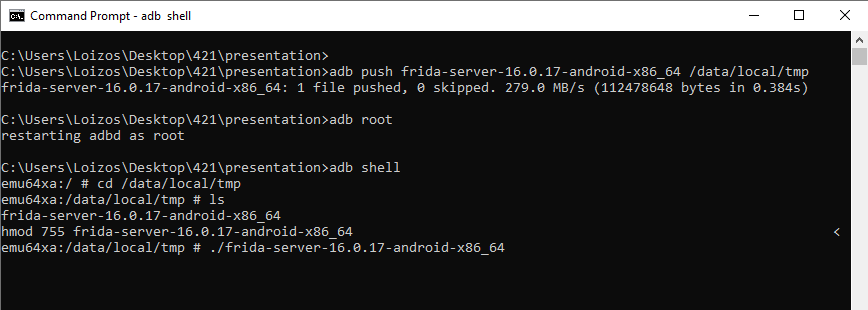 Command Prompt - adb shell
C:\Users\Loizos\Desktop\421\presentation>
C:\Users\Loizos\Desktop\421\presentation>adb push frida-server-16.0.17-android-x86_64 /data/local/tmp
frida-server-16.0.17-android-x86_64: 1 file pushed, 0 skipped. 279.0 MB/s (112478648 bytes in 0.384s)
C:\Users\Loizos\Desktop\421\presentation>adb root
restarting adbd as root
C:\Users\Loizos\Desktop\421\presentation>adb shell
emu64xa:/ # cd /data/local/tmp
emu64xa:/data/local/tmp # ls
frida-server-16.0.17-android-x86_64
hmod 755 frida-server-16.0.17-android-x86_64 <
emu64xa:/data/local/tmp # ./frida-server-16.0.17-android-x86_64